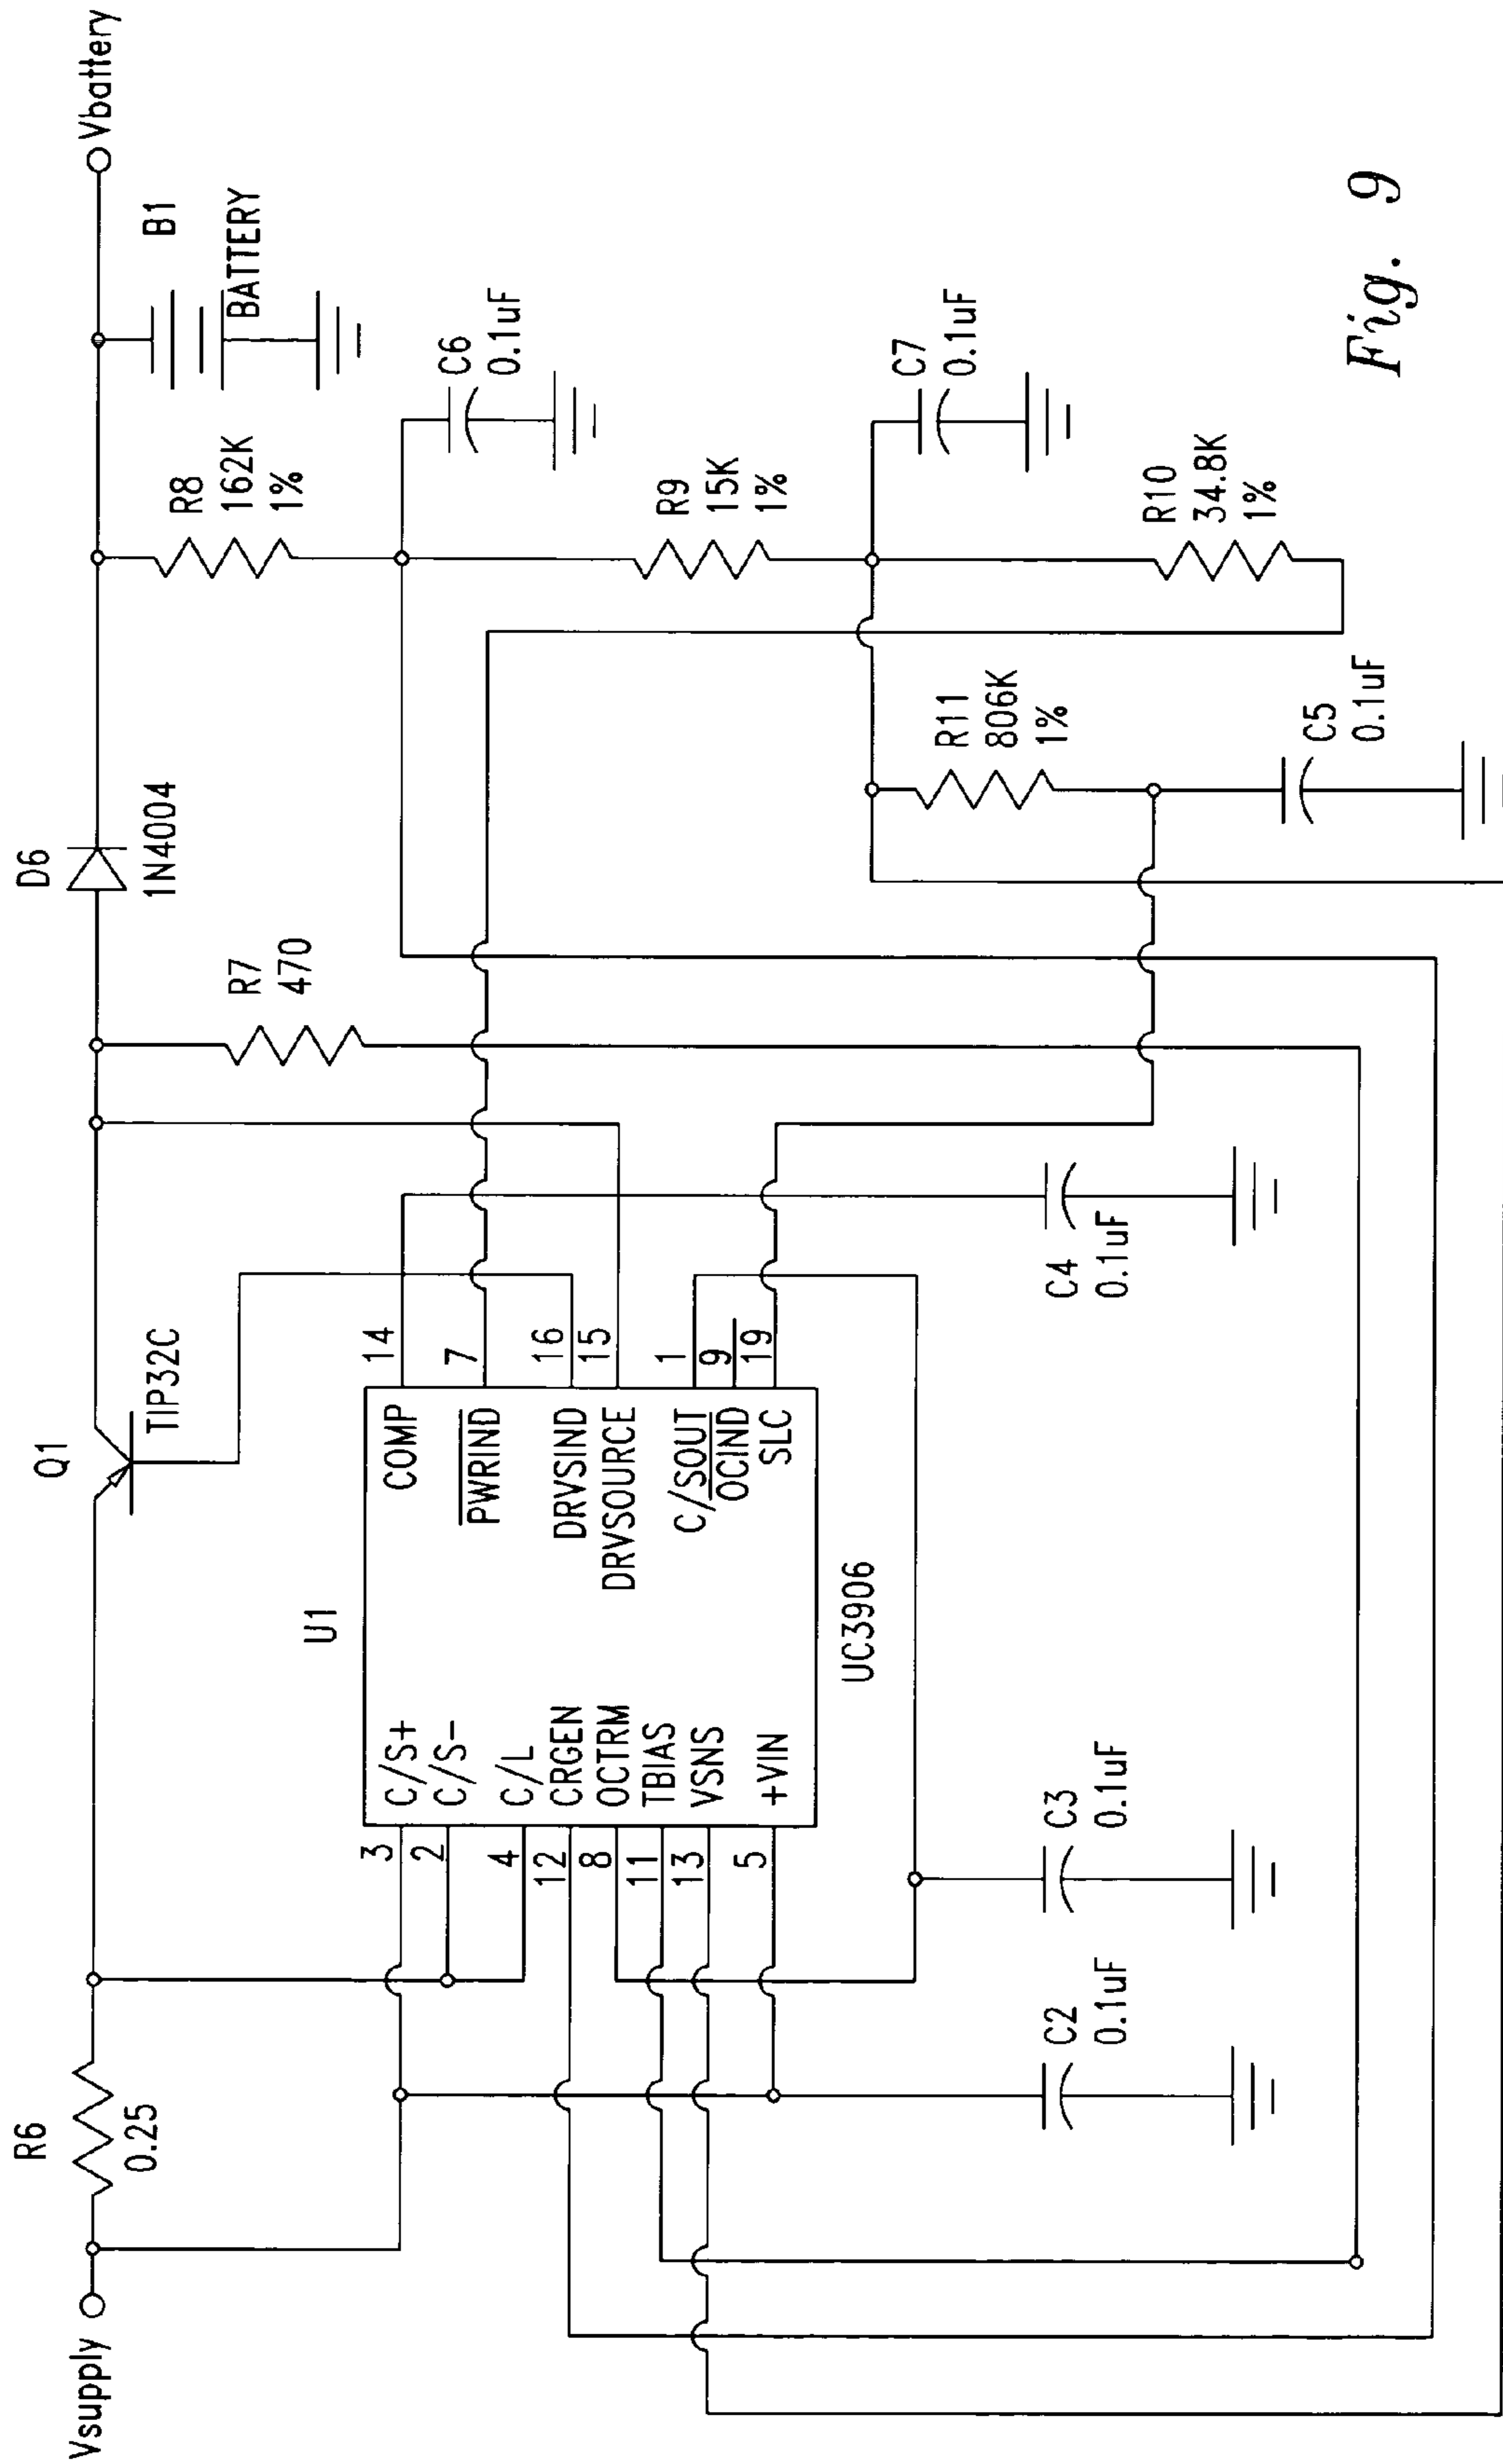 Vsupply
R6
0.25
Q1
TIP32C
D6
1N4004
Vbattery
B1
BATTERY
R7
470
R8
162K
1%
C6
0.1uF
U1
3
C/S+
2
C/S-
4
C/L
12
CRGEN
8
OCTRM
11
TBIAS
13
VSNS
5
+VIN
COMP
14
PWRIND
7
DRVSIND
16
DRVSOURCE
15
C/SOUT
1
OCIND
9
SLC
19
UC3906
R9
15K
1%
C7
0.1uF
R11
806K
1%
R10
34.8K
1%
C2
0.1uF
C3
0.1uF
C4
0.1uF
C5
0.1uF
Fig. 9